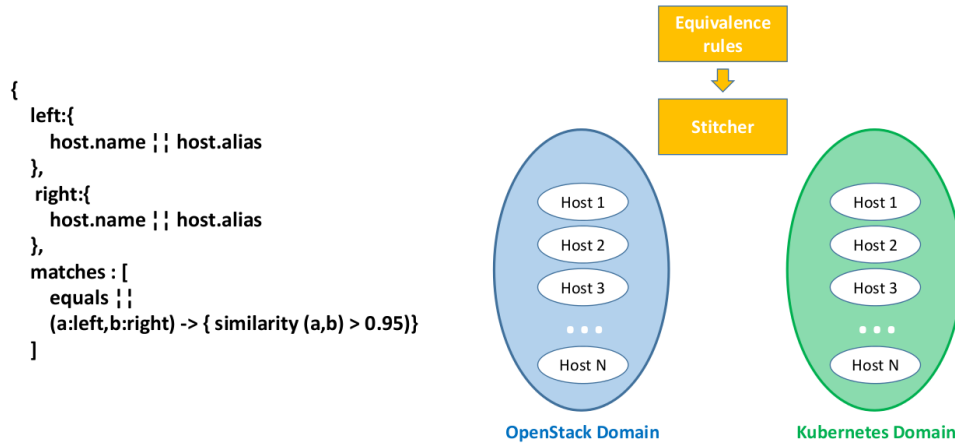 {
left:{
host.name ¦¦ host.alias
},
right:{
host.name ¦¦ host.alias
},
matches : [
equals ¦¦
(a:left,b:right) -> { similarity (a,b) > 0.95)}
]
Equivalence
rules
Stitcher
Host 1
Host 2
Host 3
...
Host N
OpenStack Domain
Host 1
Host 2
Host 3
...
Host N
Kubernetes Domain